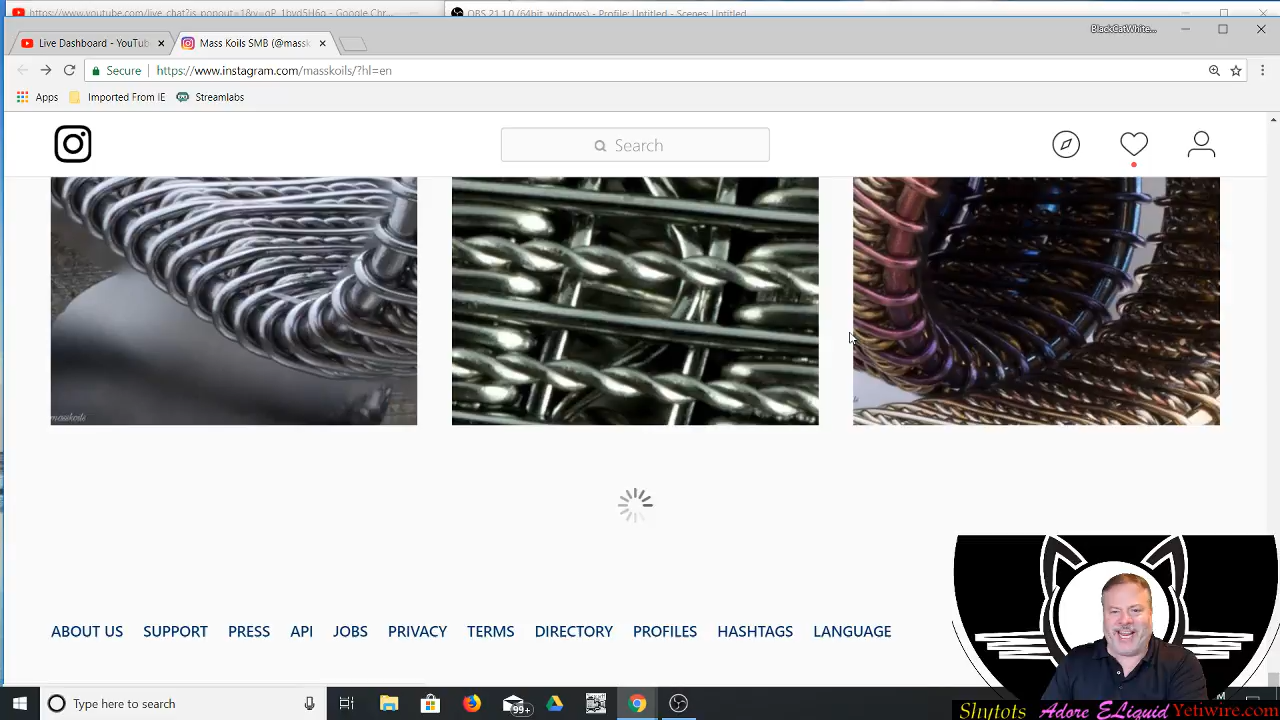 https://www.youtube.com/live_chat?is_popout=1&v=
- Google Chr...
OBS 21.1.0 (64bit, windows) - Profile: Untitled - Scenes: Untitled
BlackCatWhite...
Live Dashboard - YouTub
Mass Koils SMB (@massk
Secure
https://www.instagram.com/masskoils/?hl=en
Apps
Imported From IE
Streamlabs
Search
masskoils
ABOUT US
SUPPORT
PRESS
API
JOBS
PRIVACY
TERMS
DIRECTORY
PROFILES
HASHTAGS
LANGUAGE
Type here to search
99+
Shytots Adore ELiquid Yetiwire.com